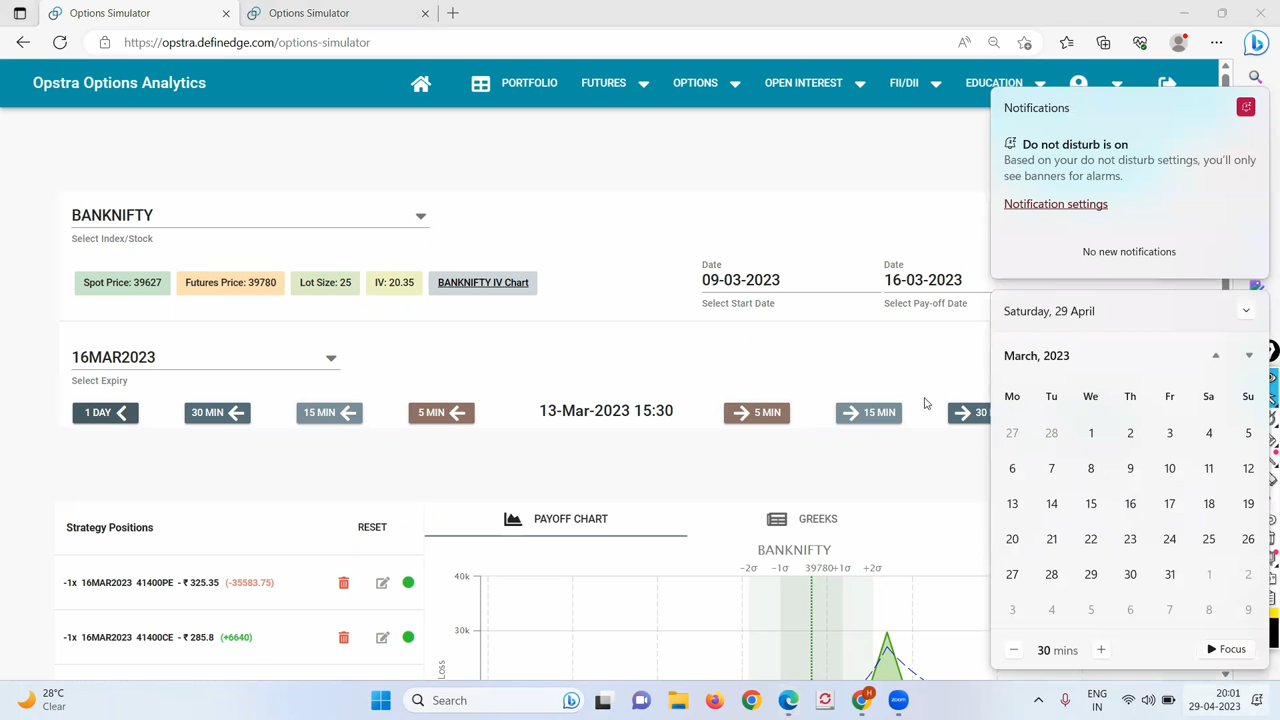 Options Simulator
Options Simulator
https://opstra.definedge.com/options-simulator
Opstra Options Analytics
PORTFOLIO FUTURES OPTIONS OPEN INTEREST FII/DII EDUCATION
BANKNIFTY
Select Index/Stock
Spot Price: 39627 Futures Price: 39780 Lot Size: 25 IV: 20.35 BANKNIFTY IV Chart
Date
09-03-2023
Select Start Date
Date
16-03-2023
Select Pay-off Date
16MAR2023
Select Expiry
1 DAY 30 MIN 15 MIN 5 MIN 13-Mar-2023 15:30 5 MIN 15 MIN 30
Strategy Positions RESET
-1x 16MAR2023 41400PE - ₹ 325.35 (-35583.75)
-1x 16MAR2023 41400CE - ₹ 285.8 (+6640)
PAYOFF CHART GREEKS
BANKNIFTY
-2σ -1σ 39780 +1σ +2σ
40k
30k
Loss
Notifications
Do not disturb is on
Based on your do not disturb settings, you'll only
see banners for alarms.
Notification settings
No new notifications
Saturday, 29 April
March, 2023
Mo Tu We Th Fr Sa Su
27 28 1 2 3 4 5
6 7 8 9 10 11 12
13 14 15 16 17 18 19
20 21 22 23 24 25 26
27 28 29 30 31 1 2
3 4 5 6 7 8 9
30 mins Focus
28°C
Clear
Search
zoom
ENG
IN
20:01
29-04-2023